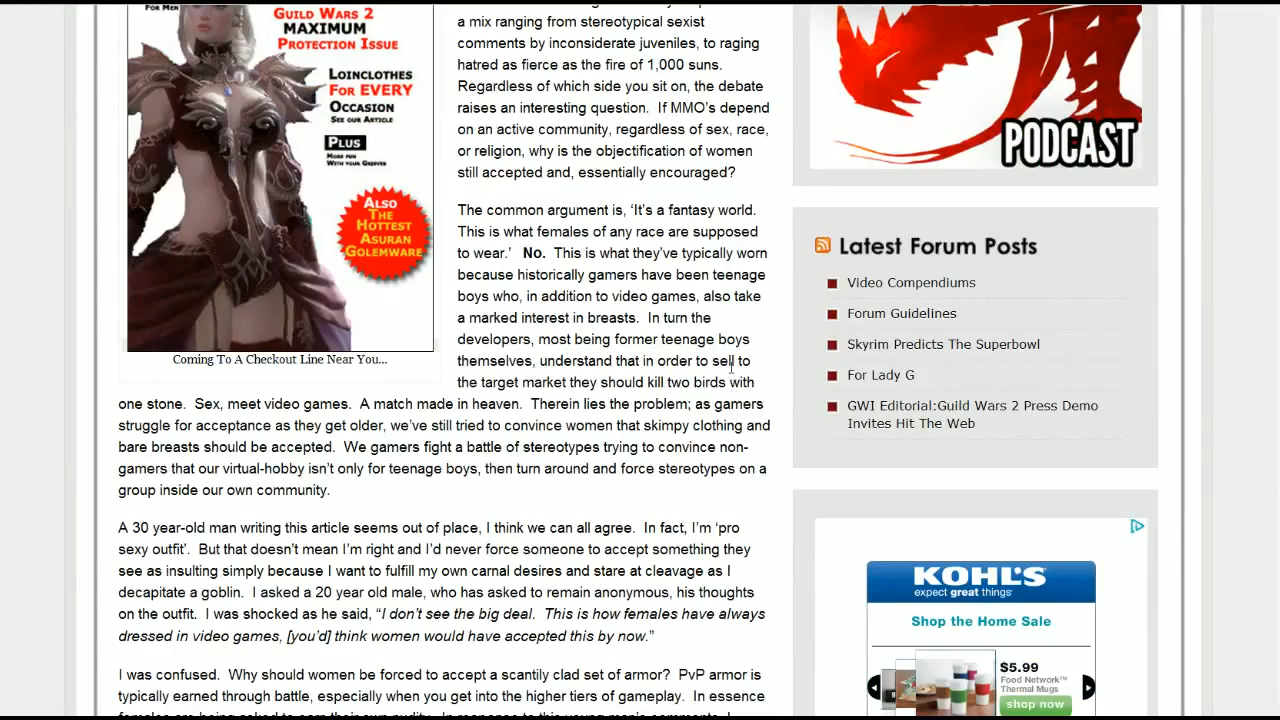 FOR MEN
GUILD WARS 2
MAXIMUM
PROTECTION ISSUE
LOINCLOTHES
FOR EVERY
OCCASION
SEE OUR ARTICLE
PLUS
WITH YOUR GREEVES
ALSO
THE
HOTTEST
ASURAN
GOLEMWARE
Coming To A Checkout Line Near You...
a mix ranging from stereotypical sexist
comments by inconsiderate juveniles, to raging
hatred as fierce as the fire of 1,000 suns.
Regardless of which side you sit on, the debate
raises an interesting question.  If MMO's depend
on an active community, regardless of sex, race,
or religion, why is the objectification of women
still accepted and, essentially encouraged?
The common argument is, 'It's a fantasy world.
This is what females of any race are supposed
to wear.'   No.  This is what they've typically worn
because historically gamers have been teenage
boys who, in addition to video games, also take
a marked interest in breasts.  In turn the
developers, most being former teenage boys
themselves, understand that in order to sell to
the target market they should kill two birds with
one stone.  Sex, meet video games.  A match made in heaven.  Therein lies the problem; as gamers
struggle for acceptance as they get older, we've still tried to convince women that skimpy clothing and
bare breasts should be accepted.  We gamers fight a battle of stereotypes trying to convince non-
gamers that our virtual-hobby isn't only for teenage boys, then turn around and force stereotypes on a
group inside our own community.
A 30 year-old man writing this article seems out of place, I think we can all agree.  In fact, I'm 'pro
sexy outfit'.  But that doesn't mean I'm right and I'd never force someone to accept something they
see as insulting simply because I want to fulfill my own carnal desires and stare at cleavage as I
decapitate a goblin.  I asked a 20 year old male, who has asked to remain anonymous, his thoughts
on the outfit.  I was shocked as he said, "I don't see the big deal.  This is how females have always
dressed in video games, [you'd] think women would have accepted this by now."
I was confused.  Why should women be forced to accept a scantily clad set of armor?  PvP armor is
typically earned through battle, especially when you get into the higher tiers of gameplay.  In essence
PODCAST
Latest Forum Posts
Video Compendiums
Forum Guidelines
Skyrim Predicts The Superbowl
For Lady G
GWI Editorial:Guild Wars 2 Press Demo
Invites Hit The Web
KOHL'S
expect great things
Shop the Home Sale
$5.99
Food Network™
Thermal Mugs
shop now